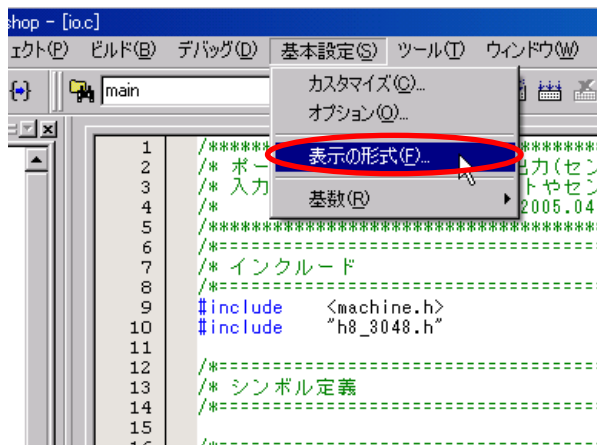 shop - [io.c]
ェクト(P) ビルド(B) デバッグ(D) 基本設定(S) ツール(T) ウィンドウ(W)
main
カスタマイズ(C)...
オプション(O)...
表示の形式(F)...
基数(R)
1 /****** ********
2 /* ポー 出力(セン
3 /* 入力 トやセン
4 /* 2005.04
5 /****************************************
6 /*======================================
7 /* インクルード
8 /*======================================
9 #include <machine.h>
10 #include "h8_3048.h"
11
12 /*======================================
13 /* シンボル定義
14 /*======================================
15